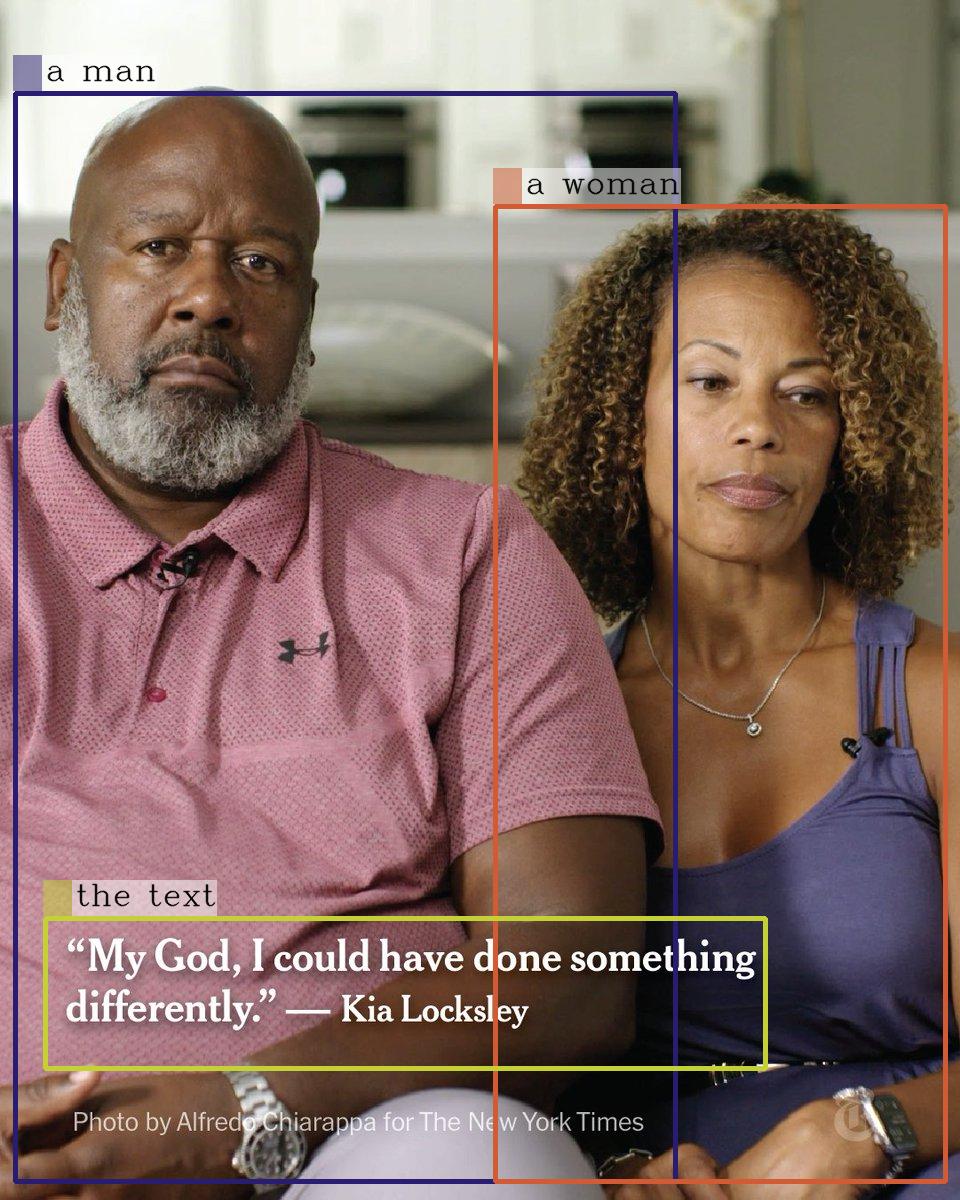 a man
a woman
the text
“My God, I could have done something
differently.” — Kia Locksley
Photo by Alfredo Chiarappa for The New York Times